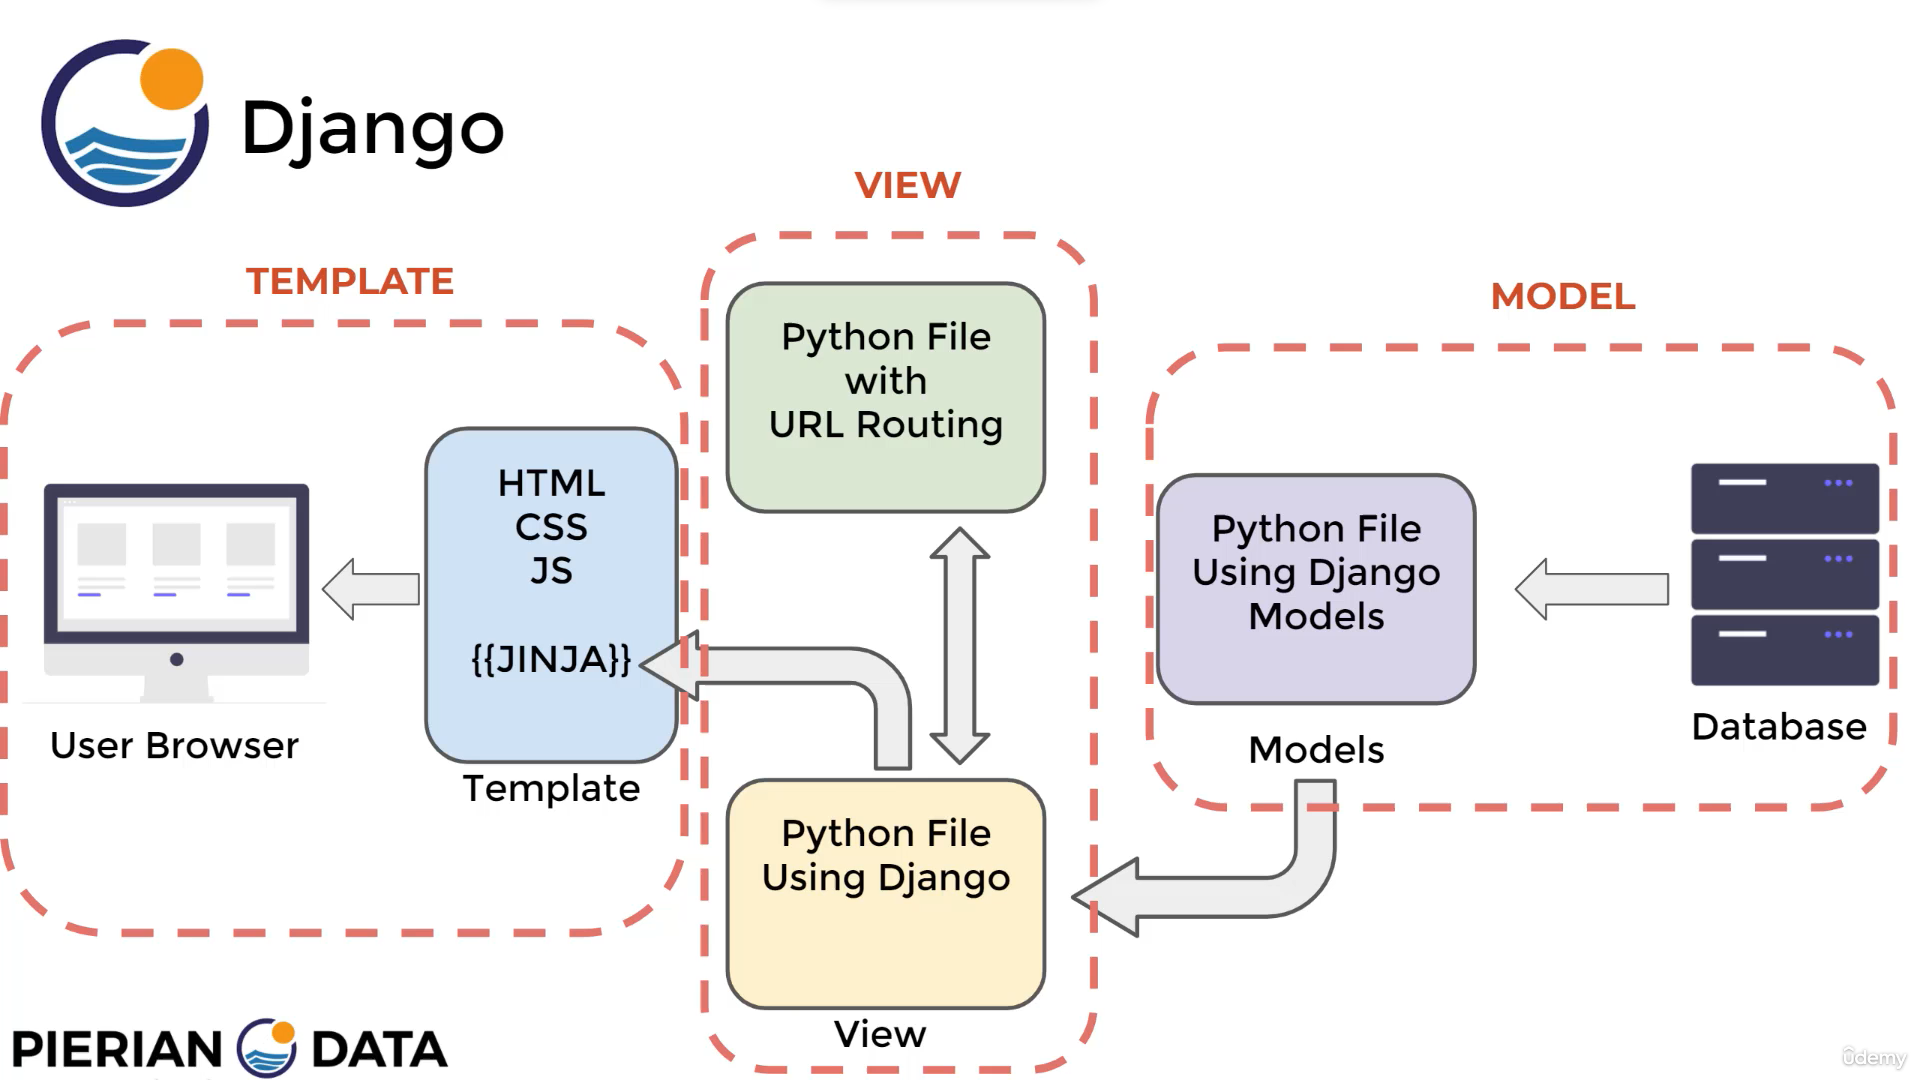 Django
VIEW
TEMPLATE
MODEL
Python File
with
URL Routing
HTML
CSS
JS
{{JINJA}}
Python File
Using Django
Models
User Browser
Template
Models
Database
Python File
Using Django
View
PIERIAN DATA
ûdemy